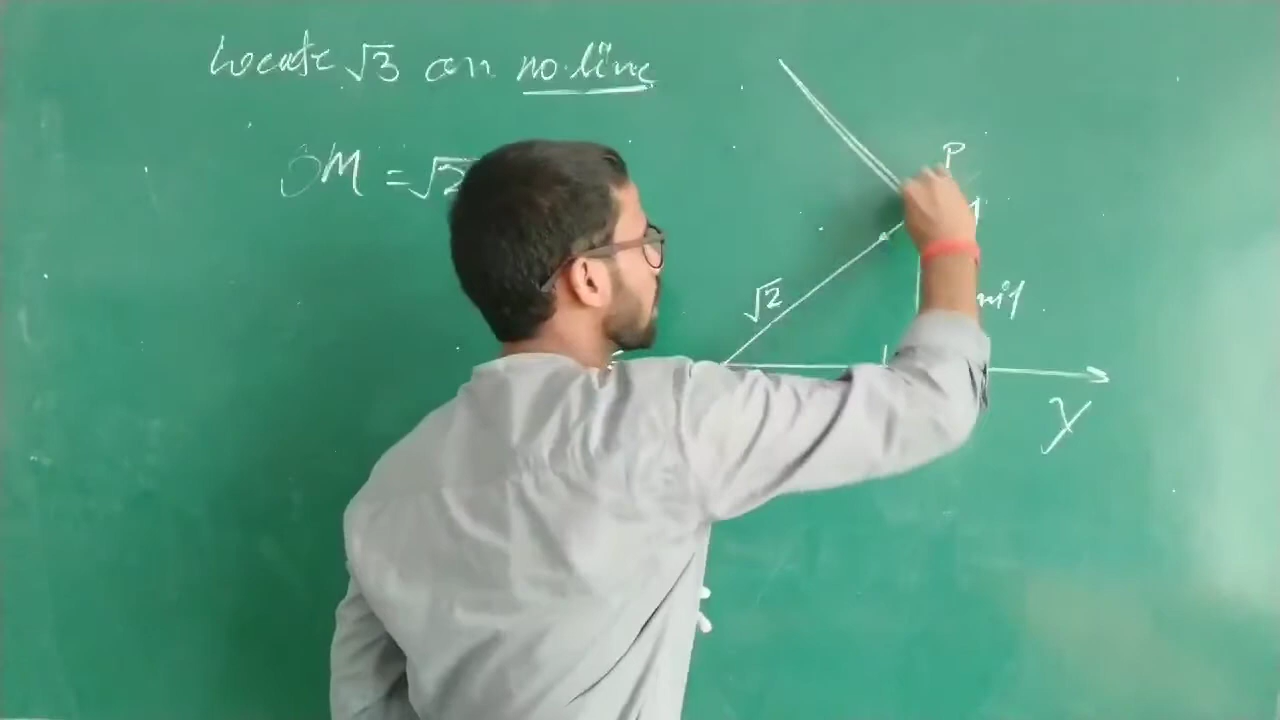 Locate √3 on no. line
OM = √2
P
1
√2